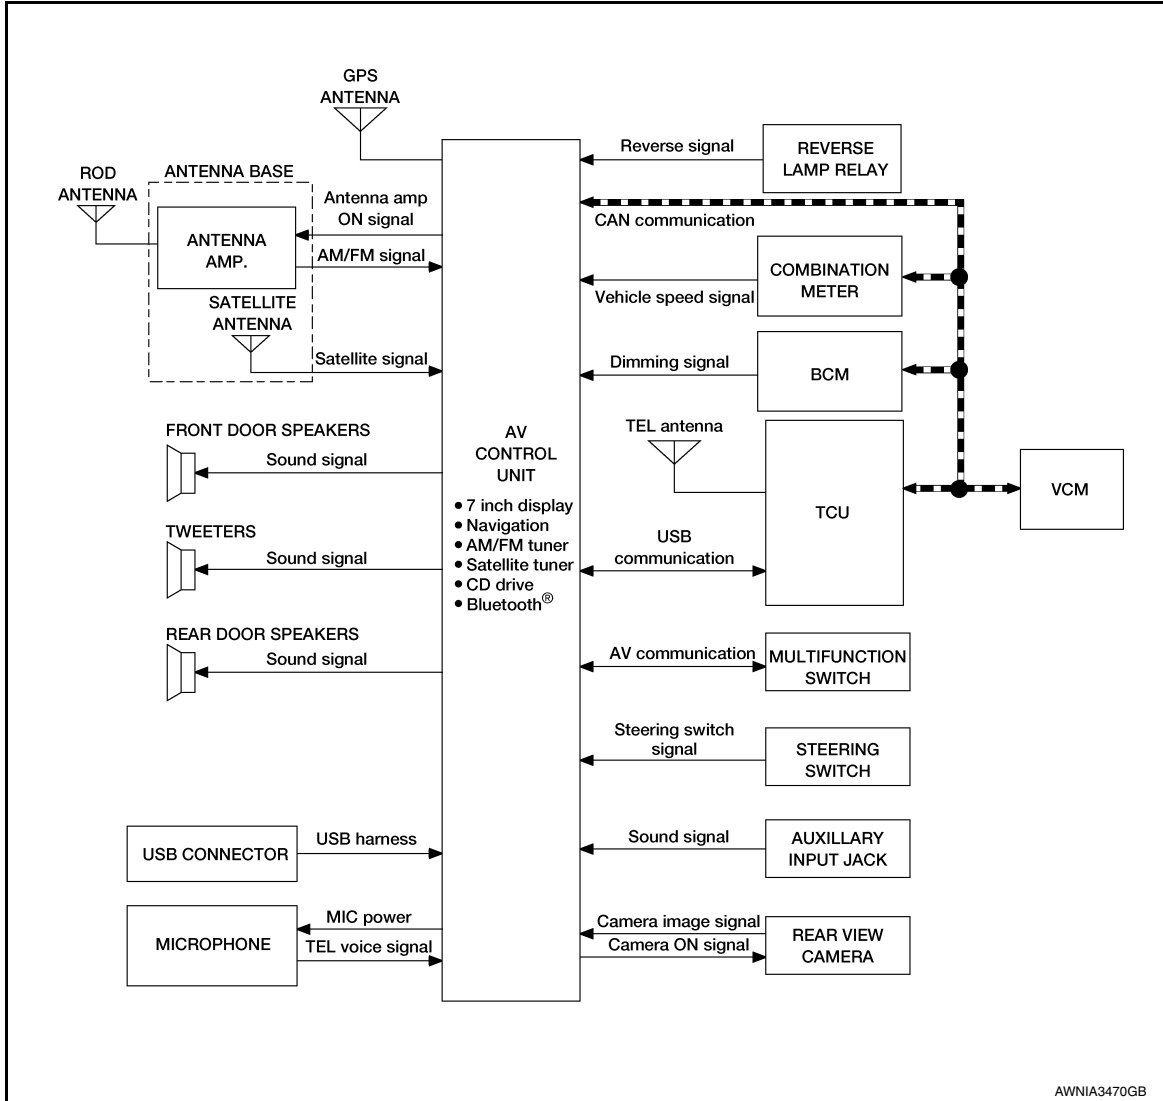 GPS
ANTENNA
ROD
ANTENNA
ANTENNA BASE
ANTENNA
AMP.
Antenna amp
ON signal
AM/FM signal
SATELLITE
ANTENNA
Satellite signal
FRONT DOOR SPEAKERS
Sound signal
TWEETERS
Sound signal
REAR DOOR SPEAKERS
Sound signal
USB CONNECTOR
USB harness
MICROPHONE
MIC power
TEL voice signal
AV
CONTROL
UNIT
• 7 inch display
• Navigation
• AM/FM tuner
• Satellite tuner
• CD drive
• Bluetooth®
Reverse signal
REVERSE
LAMP RELAY
CAN communication
COMBINATION
METER
Vehicle speed signal
Dimming signal
BCM
TEL antenna
TCU
VCM
USB
communication
AV communication
MULTIFUNCTION
SWITCH
Steering switch
signal
STEERING
SWITCH
Sound signal
AUXILLARY
INPUT JACK
Camera image signal
Camera ON signal
REAR VIEW
CAMERA
AWNIA3470GB